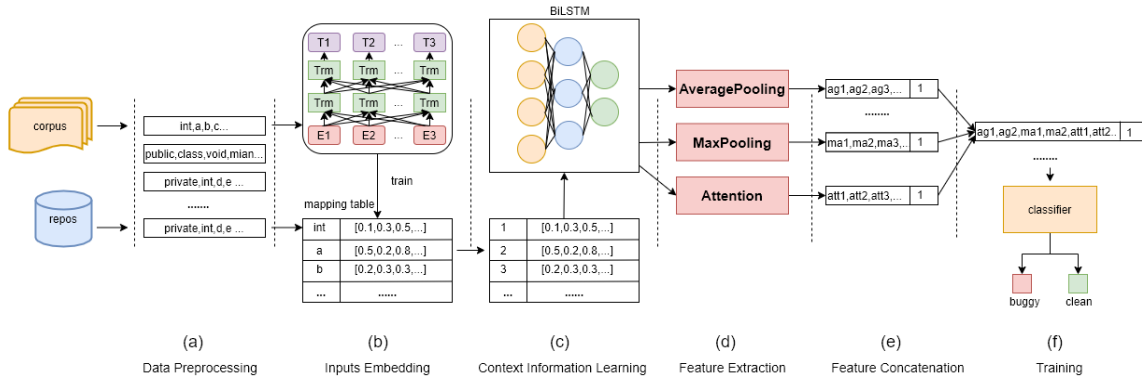 BiLSTM
T1 T2 ... T3
Trm Trm ... Trm
Trm Trm ... Trm
E1 E2 ... E3
corpus
repos
int,a,b,c...
public,class,void,mian...
private,int,d,e ...
.......
private,int,d,e ...
train
mapping table
int [0.1,0.3,0.5,...]
a [0.5,0.2,0.8,...]
b [0.2,0.3,0.3,...]
... ......
1 [0.1,0.3,0.5,...]
2 [0.5,0.2,0.8,...]
3 [0.2,0.3,0.3,...]
... ......
AveragePooling
MaxPooling
Attention
ag1,ag2,ag3,... 1
........
ma1,ma2,ma3,... 1
att1,att2,att3,... 1
ag1,ag2,ma1,ma2,att1,att2.. 1
........
classifier
buggy clean
(a) (b) (c) (d) (e) (f)
Data Preprocessing Inputs Embedding Context Information Learning Feature Extraction Feature Concatenation Training